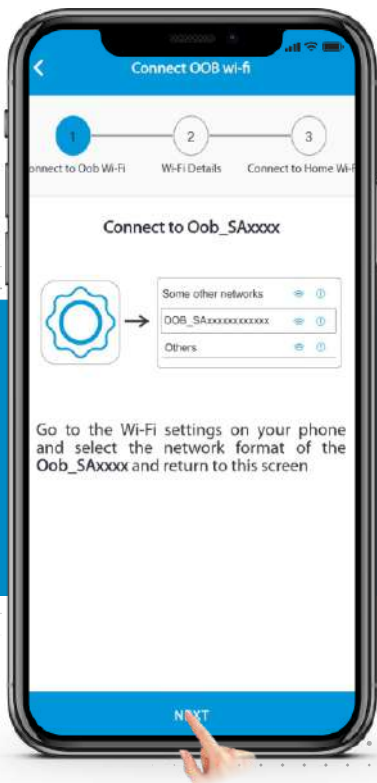 Connect OOB wi-fi
1
2
3
onnect to Oob Wi-Fi
Wi-Fi Details
Connect to Home Wi-F
Connect to Oob_SAxxxx
Some other networks
OOB_SAxxxxxxxxxxxx
Others
Go to the Wi-Fi settings on your phone
and select the network format of the
Oob_SAxxxx and return to this screen
NEXT